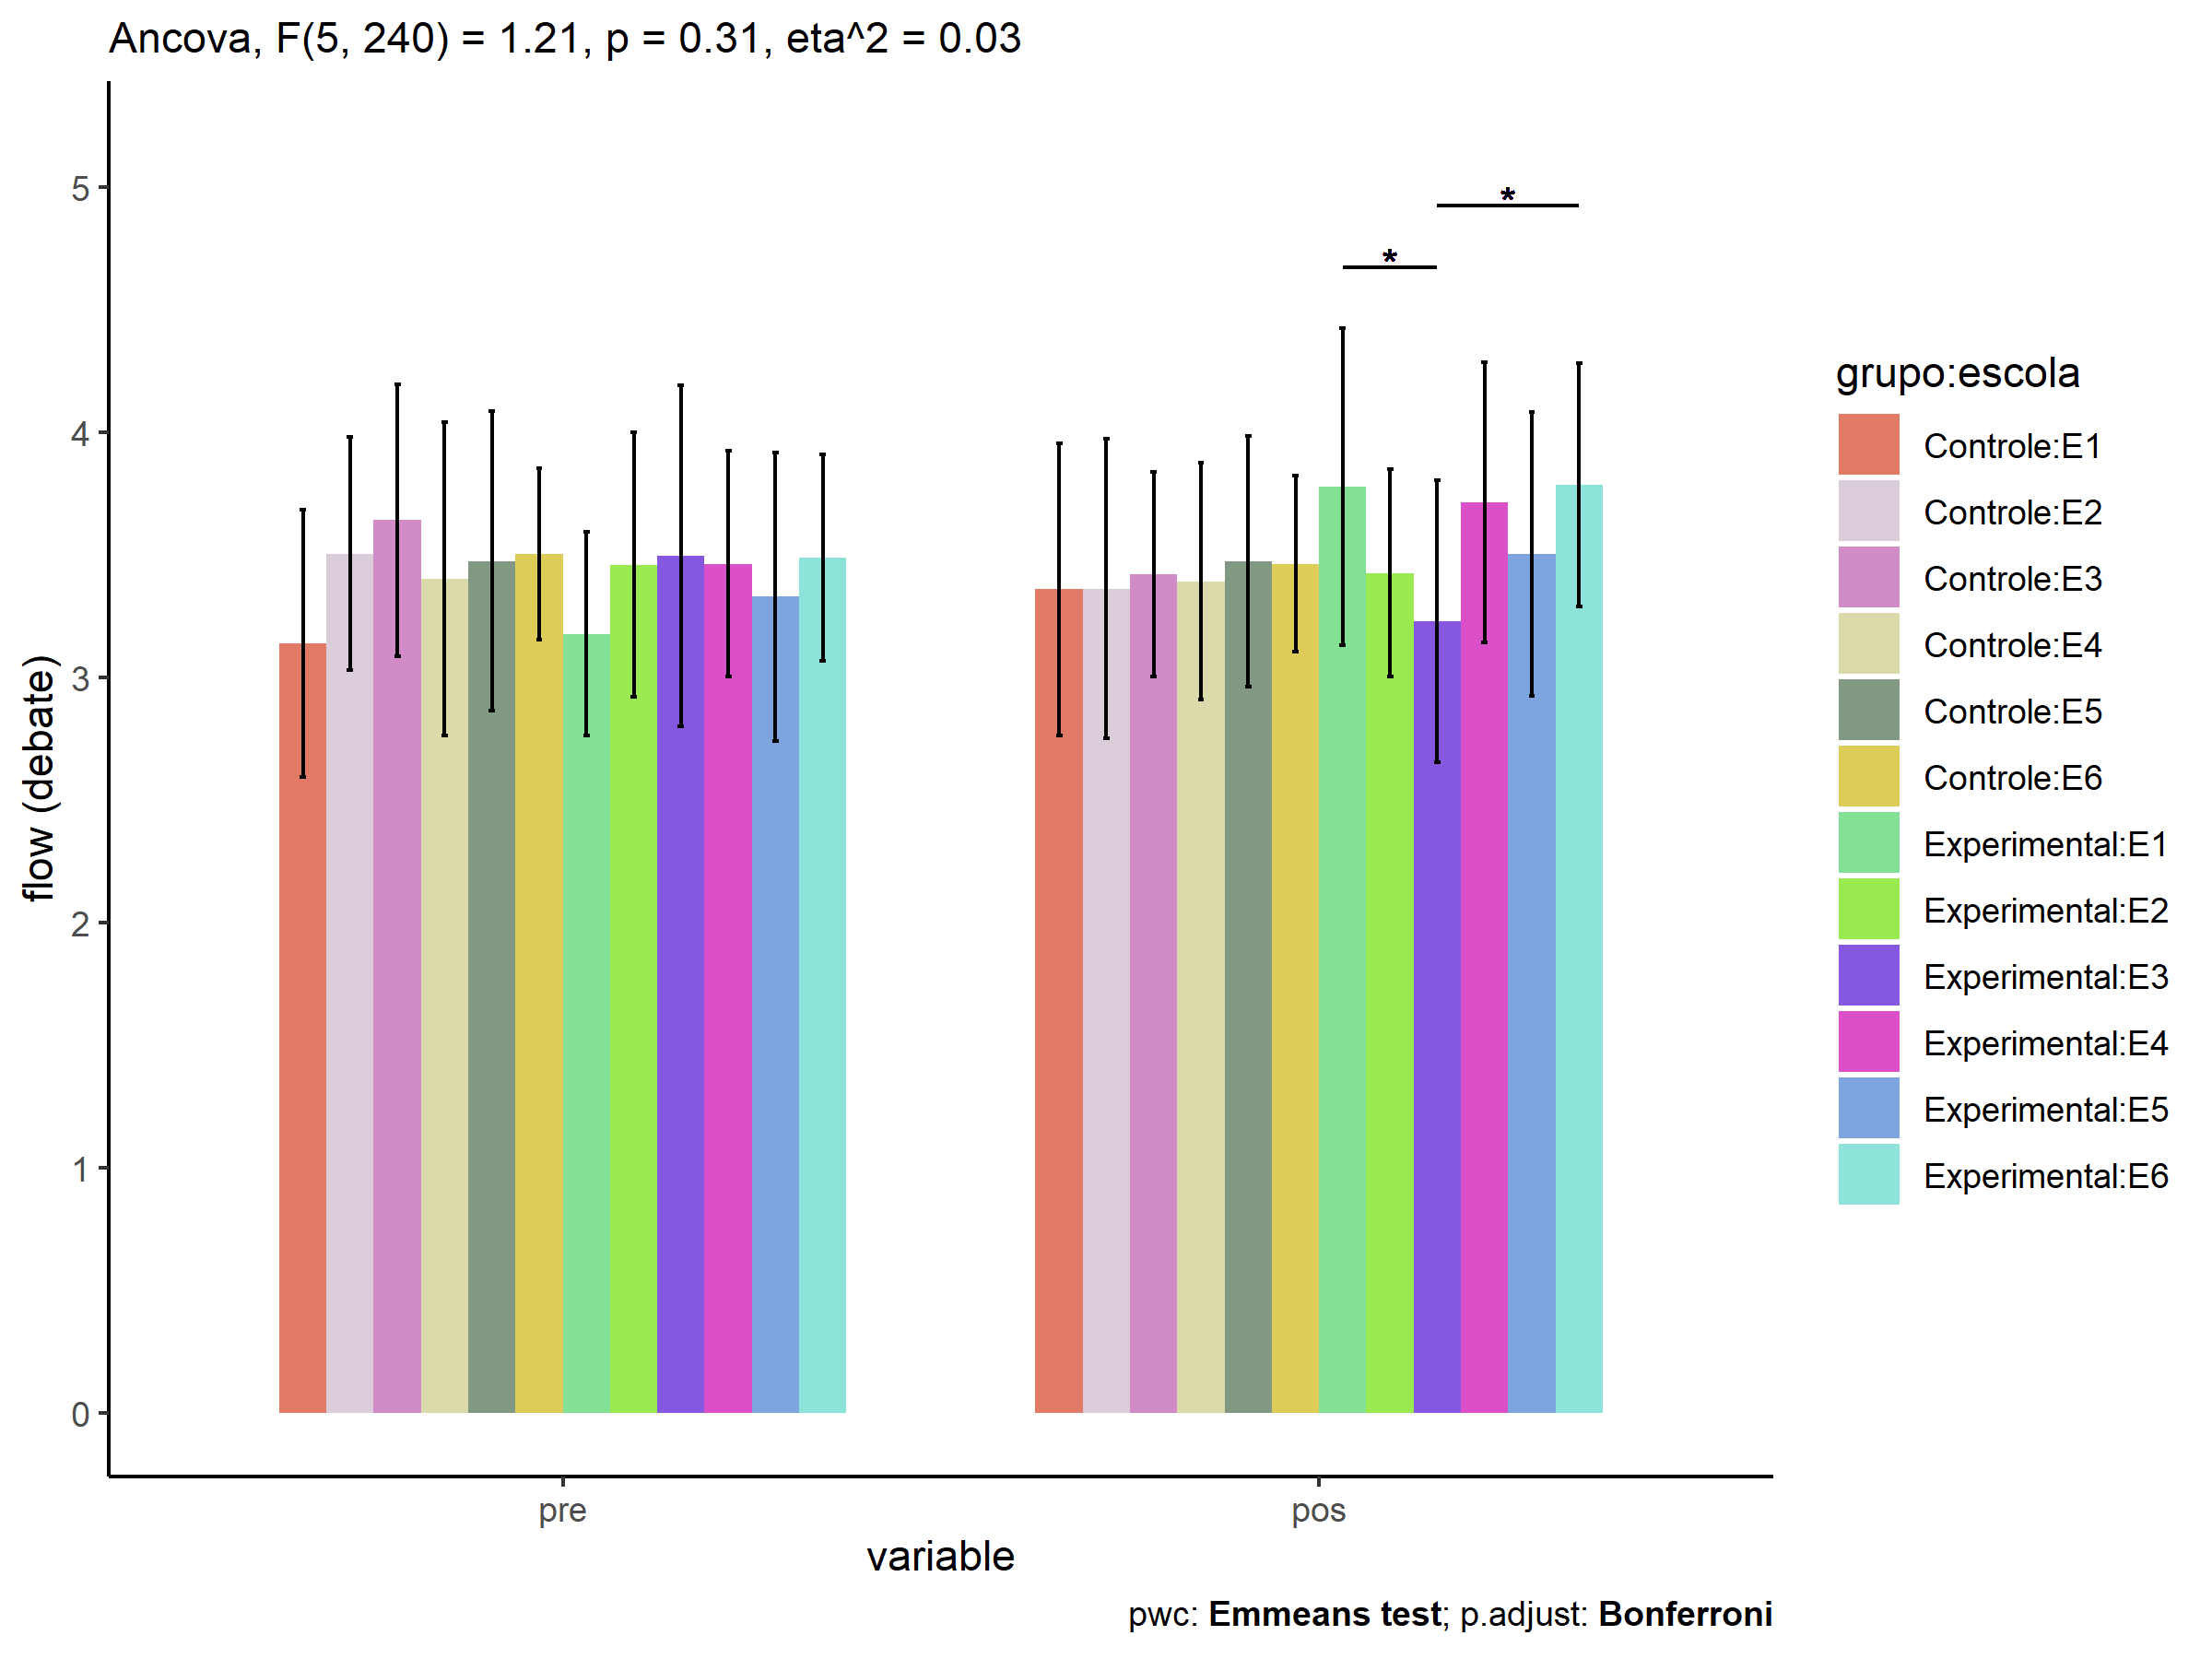 Ancova, F(5, 240) = 1.21, p = 0.31, eta^2 = 0.03
flow (debate)
5
4
3
2
1
0
*
*
pre
pos
variable
pwc: Emmeans test; p.adjust: Bonferroni
grupo:escola
Controle:E1
Controle:E2
Controle:E3
Controle:E4
Controle:E5
Controle:E6
Experimental:E1
Experimental:E2
Experimental:E3
Experimental:E4
Experimental:E5
Experimental:E6